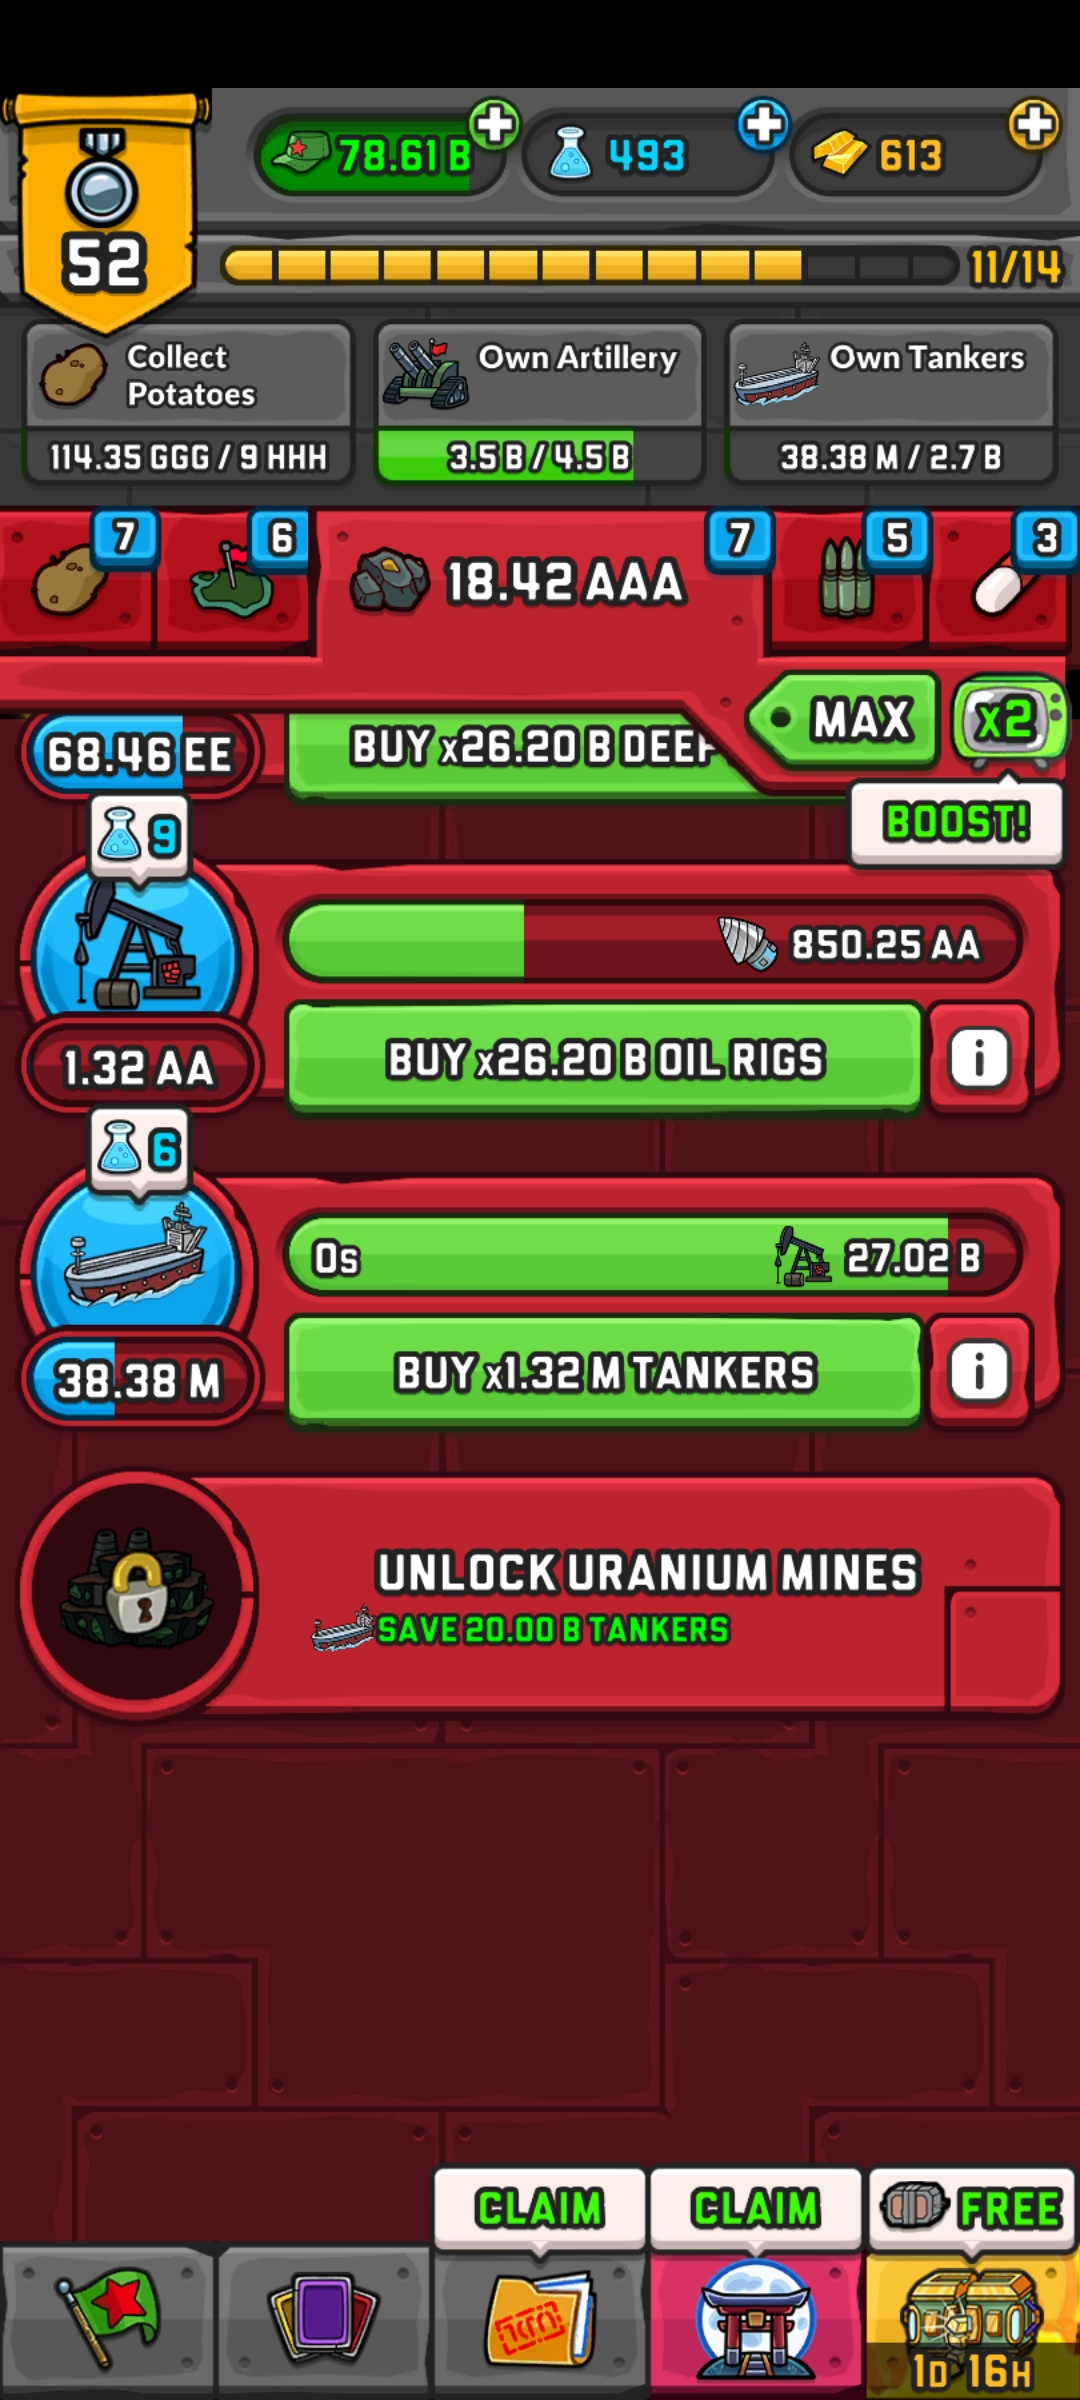 78.61 B
493
613
52
11/14
Collect
Potatoes
114.35 GGG / 9 HHH
Own Artillery
3.5 B / 4.5 B
Own Tankers
38.38 M / 2.7 B
7
6
18.42 AAA
7
5
3
MAX
x2
BOOST!
68.46 EE
BUY x26.20 B DEEP
9
850.25 AA
1.32 AA
BUY x26.20 B OIL RIGS
i
6
0s
27.02 B
38.38 M
BUY x1.32 M TANKERS
i
UNLOCK URANIUM MINES
SAVE 20.00 B TANKERS
CLAIM
CLAIM
FREE
1D 16H